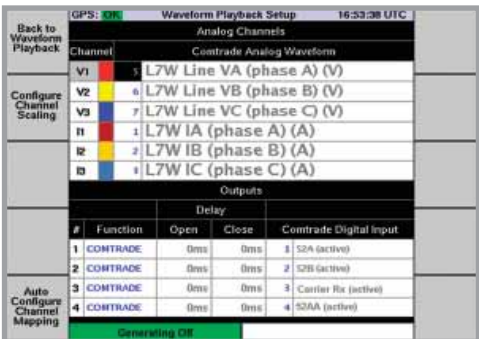 GPS: OK Waveform Playback Setup 16:53:38 UTC
Back to
Waveform
Playback
Configure
Channel
Scaling
Auto
Configure
Channel
Mapping
Analog Channels
Channel Comtrade Analog Waveform
V1 5 L7W Line VA (phase A) (V)
V2 6 L7W Line VB (phase B) (V)
V3 7 L7W Line VC (phase C) (V)
I1 1 L7W IA (phase A) (A)
I2 2 L7W IB (phase B) (A)
I3 L7W IC (phase C) (A)
Outputs
Delay
# Function Open Close Comtrade Digital Input
1 COMTRADE 0ms 0ms 1 52A (active)
2 COMTRADE 0ms 0ms 2 52B (active)
3 COMTRADE 0ms 0ms 3 Carrier Rx (active)
4 COMTRADE 0ms 0ms 4 52AA (active)
Generating Off